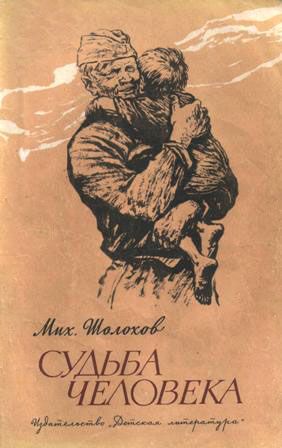 Мих. Шолохов
СУДЬБА
ЧЕЛОВЕКА
Издательство „Детская литература“